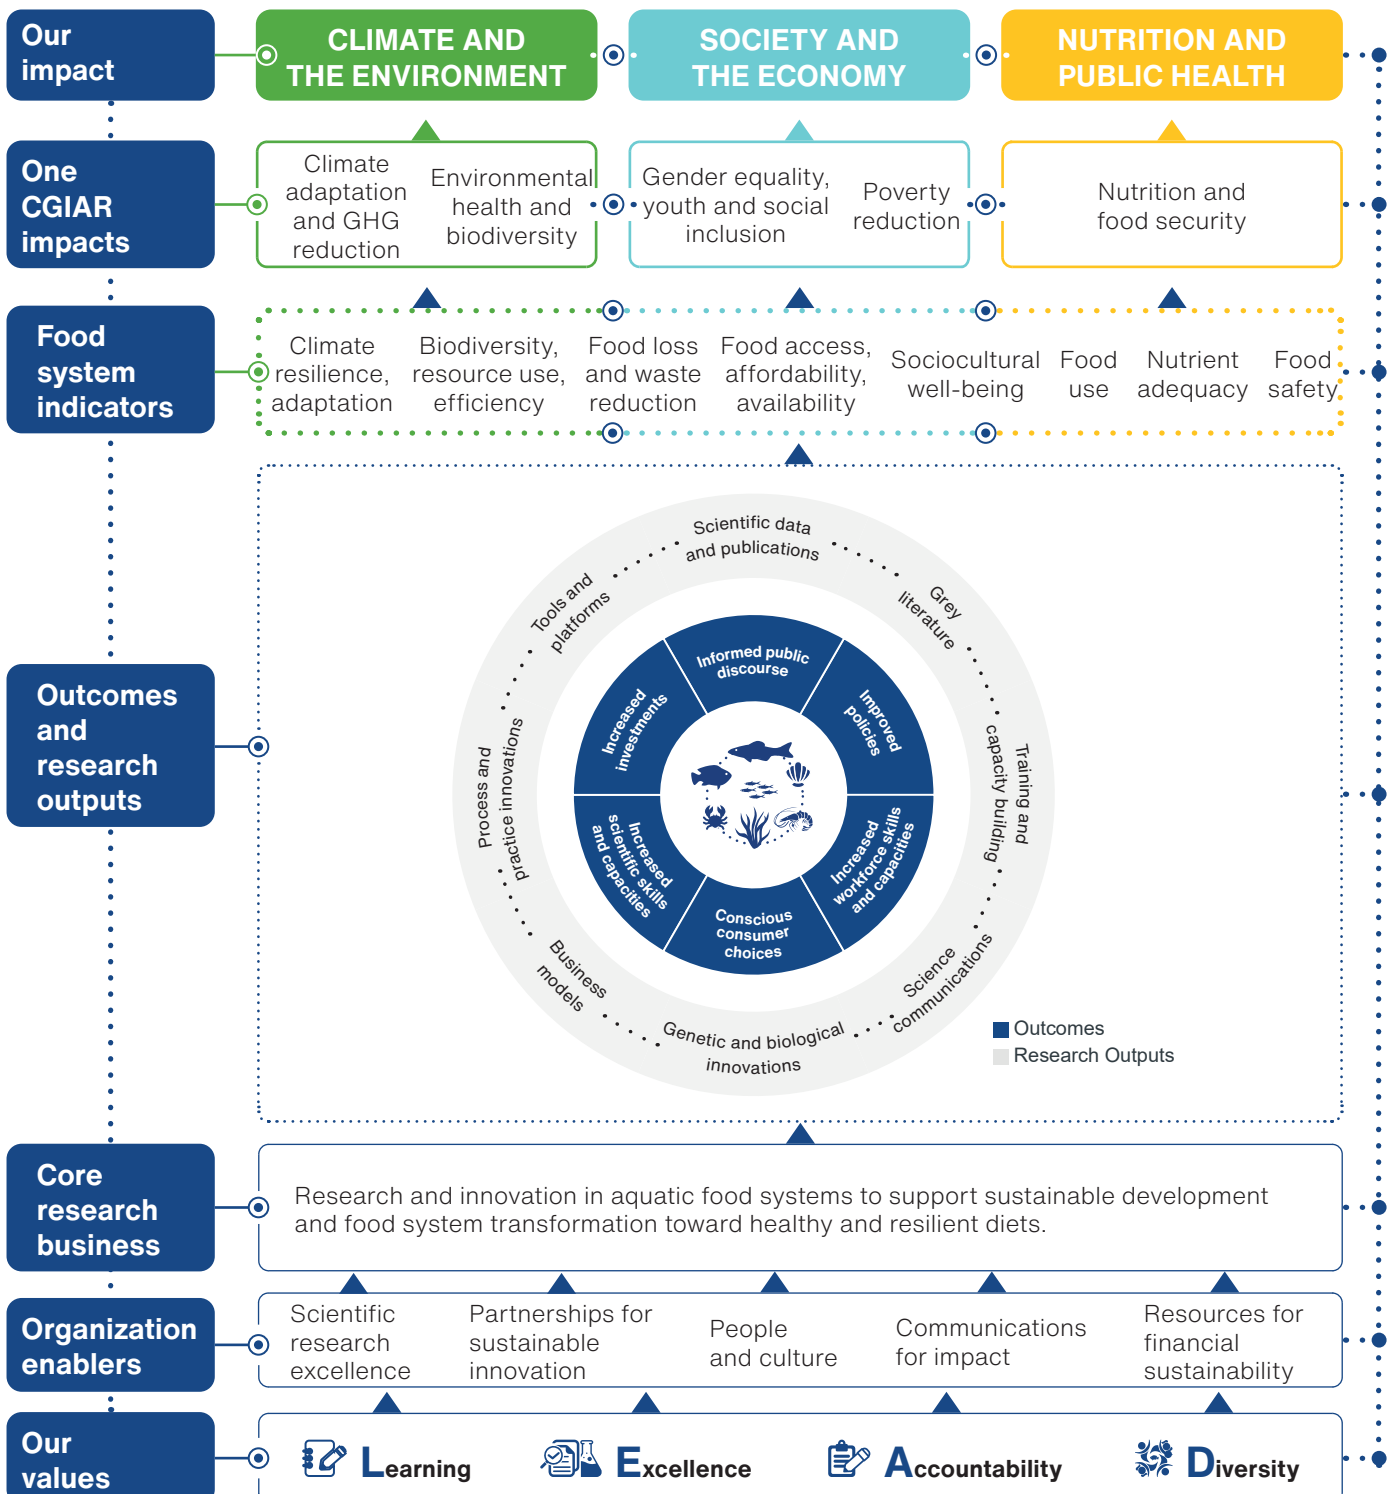 Our
impact
CLIMATE AND
THE ENVIRONMENT
SOCIETY AND
THE ECONOMY
NUTRITION AND
PUBLIC HEALTH
One
CGIAR
impacts
Climate
adaptation
and GHG
reduction
Environmental
health and
biodiversity
Gender equality,
youth and social
inclusion
Poverty
reduction
Nutrition and
food security
Food
system
indicators
Climate
resilience,
adaptation
Biodiversity,
resource use,
efficiency
Food loss
and waste
reduction
Food access,
affordability,
availability
Sociocultural
well-being
Food
use
Nutrient
adequacy
Food
safety
Outcomes
and
research
outputs
Scientific data
and publications
Grey
literature
Training and
capacity building
Science
communications
Genetic and biological
innovations
Business
models
Process and
practice innovations
Tools and
platforms
Informed public
discourse
Improved
policies
Increased
workforce skills
and capacities
Conscious
consumer
choices
Increased
scientific skills
and capacities
Increased
investments
Outcomes
Research Outputs
Core
research
business
Research and innovation in aquatic food systems to support sustainable development
and food system transformation toward healthy and resilient diets.
Organization
enablers
Scientific
research
excellence
Partnerships for
sustainable
innovation
People
and culture
Communications
for impact
Resources for
financial
sustainability
Our
values
Learning
Excellence
Accountability
Diversity